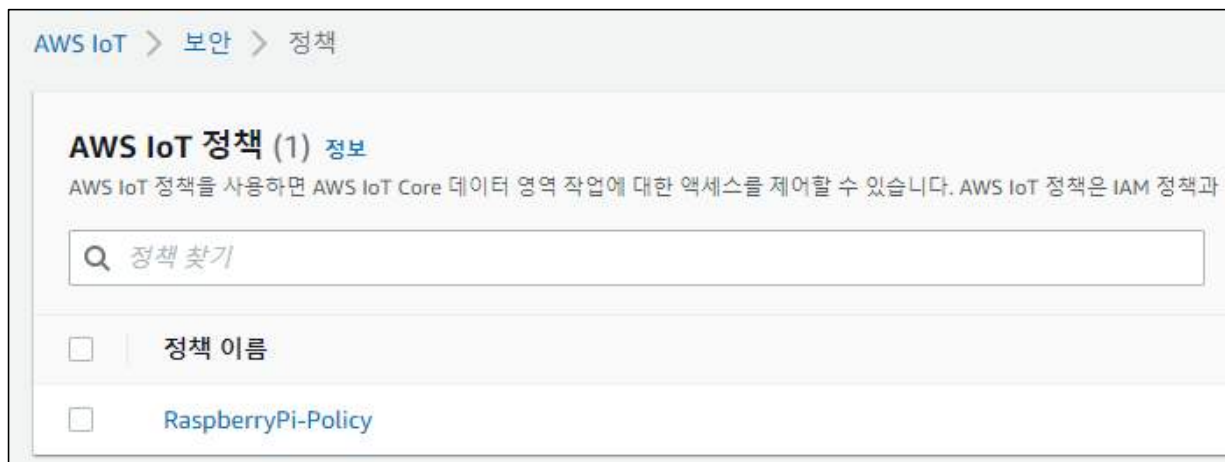 AWS IoT > 보안 > 정책
AWS IoT 정책 (1) 정보
AWS IoT 정책을 사용하면 AWS IoT Core 데이터 영역 작업에 대한 액세스를 제어할 수 있습니다. AWS IoT 정책은 IAM 정책과
정책 찾기
정책 이름
RaspberryPi-Policy